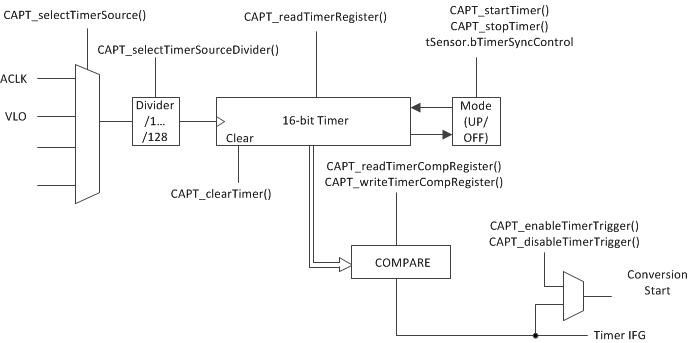 CAPT_selectTimerSource()
CAPT_readTimerRegister()
CAPT_startTimer()
CAPT_stopTimer()
tSensor.bTimerSyncControl
CAPT_selectTimerSourceDivider()
ACLK
VLO
Divider
/1...
/128
16-bit Timer
Clear
Mode
(UP/
OFF)
CAPT_clearTimer()
CAPT_readTimerCompRegister()
CAPT_writeTimerCompRegister()
COMPARE
CAPT_enableTimerTrigger()
CAPT_disableTimerTrigger()
Conversion
Start
Timer IFG